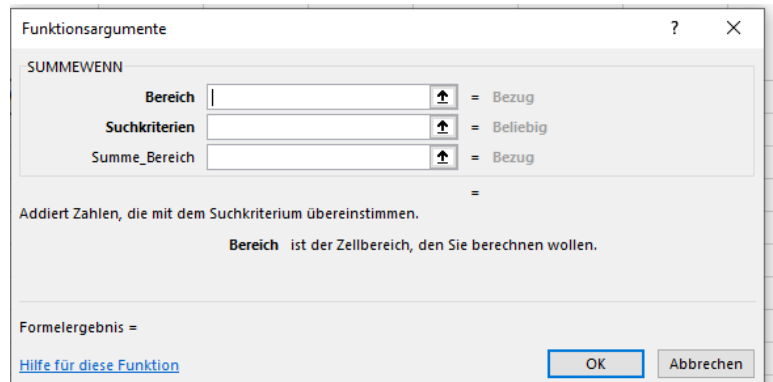 Funktionsargumente ? ×
SUMMEWENN
Bereich = Bezug
Suchkriterien = Beliebig
Summe_Bereich = Bezug
=
Addiert Zahlen, die mit dem Suchkriterium übereinstimmen.
Bereich ist der Zellbereich, den Sie berechnen wollen.
Formelergebnis =
Hilfe für diese Funktion OK Abbrechen